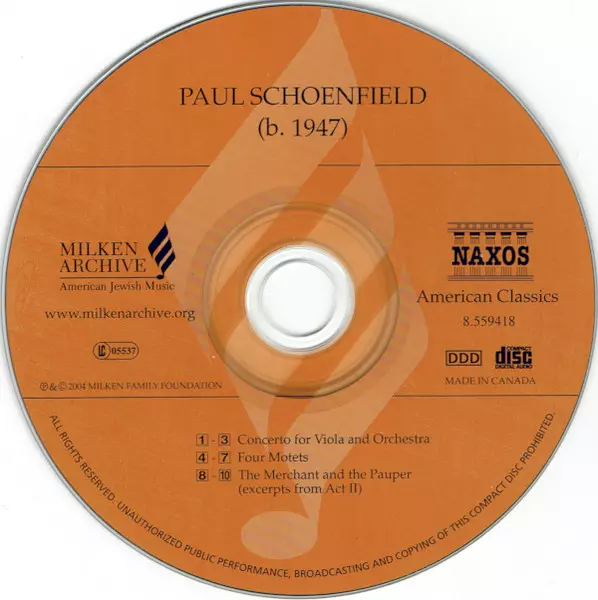 PAUL SCHOENFIELD
(b. 1947)
MILKEN
ARCHIVE
American Jewish Music
www.milkenarchive.org
LC 05537
℗&©2004 MILKEN FAMILY FOUNDATION
NAXOS
American Classics
8.559418
DDD
COMPACT
disc
DIGITAL AUDIO
MADE IN CANADA
1 - 3 Concerto for Viola and Orchestra
4 - 7 Four Motets
8 - 10 The Merchant and the Pauper
(excerpts from Act II)
ALL RIGHTS RESERVED. UNAUTHORIZED PUBLIC PERFORMANCE, BROADCASTING AND COPYING OF THIS COMPACT DISC PROHIBITED.